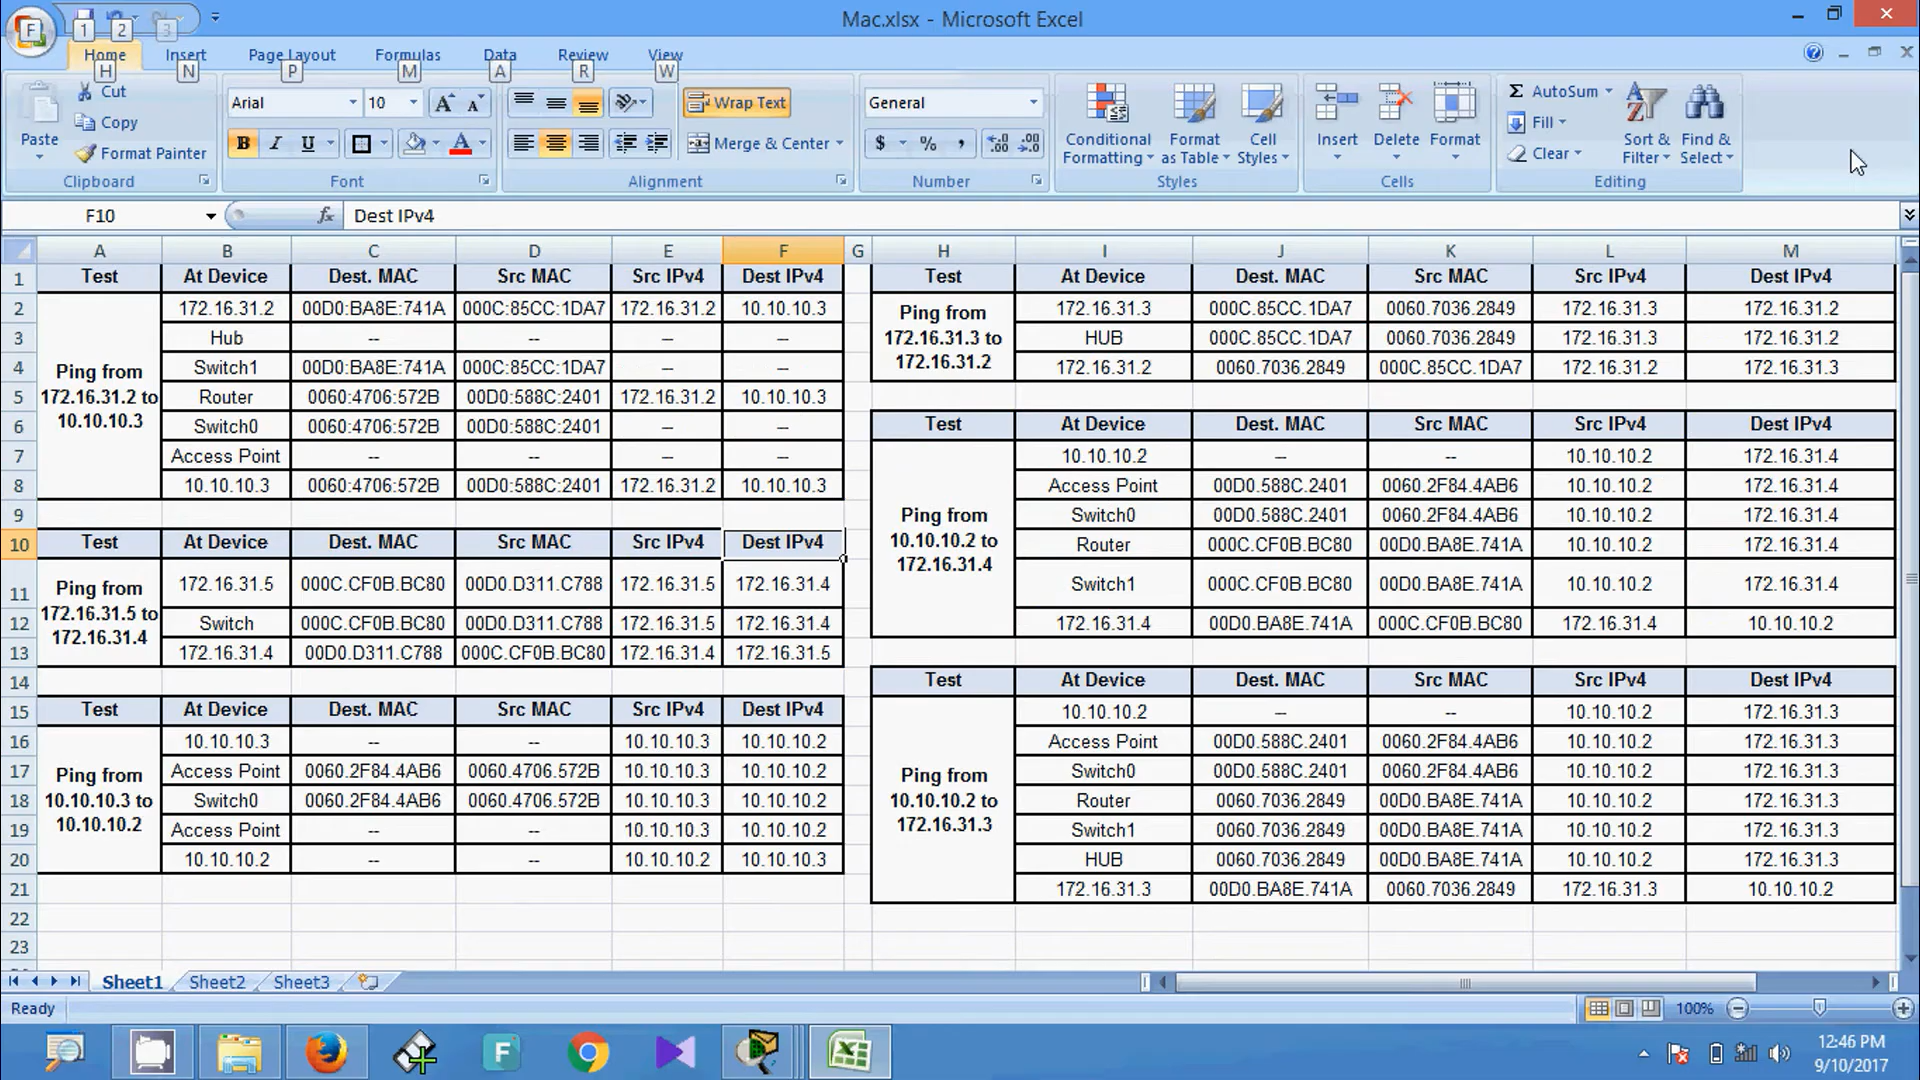 F 1 2 3
Mac.xlsx - Microsoft Excel
Home Insert Page Layout Formulas Data Review View
H N P M A R W
Paste
Cut
Copy
Format Painter
Clipboard
Arial 10
B I U
Font
Wrap Text
Merge & Center
Alignment
General
$ % ,
Number
Conditional Formatting
Format as Table
Cell Styles
Styles
Insert
Delete
Format
Cells
AutoSum
Fill
Clear
Sort & Filter
Find & Select
Editing
F10 fx Dest IPv4
A B C D E F G H I J K L M
1 Test At Device Dest. MAC Src MAC Src IPv4 Dest IPv4 Test At Device Dest. MAC Src MAC Src IPv4 Dest IPv4
2 Ping from 172.16.31.2 to 10.10.10.3 172.16.31.2 00D0:BA8E:741A 000C:85CC:1DA7 172.16.31.2 10.10.10.3 Ping from 172.16.31.3 to 172.16.31.2 172.16.31.3 000C.85CC.1DA7 0060.7036.2849 172.16.31.3 172.16.31.2
3 Hub -- -- -- -- HUB 000C.85CC.1DA7 0060.7036.2849 172.16.31.3 172.16.31.2
4 Switch1 00D0:BA8E:741A 000C:85CC:1DA7 -- -- 172.16.31.2 0060.7036.2849 000C.85CC.1DA7 172.16.31.2 172.16.31.3
5 Router 0060:4706:572B 00D0:588C:2401 172.16.31.2 10.10.10.3
6 Switch0 0060:4706:572B 00D0:588C:2401 -- -- Test At Device Dest. MAC Src MAC Src IPv4 Dest IPv4
7 Access Point -- -- -- -- Ping from 10.10.10.2 to 172.16.31.4 10.10.10.2 -- -- 10.10.10.2 172.16.31.4
8 10.10.10.3 0060:4706:572B 00D0:588C:2401 172.16.31.2 10.10.10.3 Access Point 00D0.588C.2401 0060.2F84.4AB6 10.10.10.2 172.16.31.4
9 Switch0 00D0.588C.2401 0060.2F84.4AB6 10.10.10.2 172.16.31.4
10 Test At Device Dest. MAC Src MAC Src IPv4 Dest IPv4 Router 000C.CF0B.BC80 00D0.BA8E.741A 10.10.10.2 172.16.31.4
11 Ping from 172.16.31.5 to 172.16.31.4 172.16.31.5 000C.CF0B.BC80 00D0.D311.C788 172.16.31.5 172.16.31.4 Switch1 000C.CF0B.BC80 00D0.BA8E.741A 10.10.10.2 172.16.31.4
12 Switch 000C.CF0B.BC80 00D0.D311.C788 172.16.31.5 172.16.31.4 172.16.31.4 00D0.BA8E.741A 000C.CF0B.BC80 172.16.31.4 10.10.10.2
13 172.16.31.4 00D0.D311.C788 000C.CF0B.BC80 172.16.31.4 172.16.31.5
14 Test At Device Dest. MAC Src MAC Src IPv4 Dest IPv4
15 Test At Device Dest. MAC Src MAC Src IPv4 Dest IPv4 Ping from 10.10.10.2 to 172.16.31.3 10.10.10.2 -- -- 10.10.10.2 172.16.31.3
16 Ping from 10.10.10.3 to 10.10.10.2 10.10.10.3 -- -- 10.10.10.3 10.10.10.2 Access Point 00D0.588C.2401 0060.2F84.4AB6 10.10.10.2 172.16.31.3
17 Access Point 0060.2F84.4AB6 0060.4706.572B 10.10.10.3 10.10.10.2 Switch0 00D0.588C.2401 0060.2F84.4AB6 10.10.10.2 172.16.31.3
18 Switch0 0060.2F84.4AB6 0060.4706.572B 10.10.10.3 10.10.10.2 Router 0060.7036.2849 00D0.BA8E.741A 10.10.10.2 172.16.31.3
19 Access Point -- -- 10.10.10.3 10.10.10.2 Switch1 0060.7036.2849 00D0.BA8E.741A 10.10.10.2 172.16.31.3
20 10.10.10.2 -- -- 10.10.10.2 10.10.10.3 HUB 0060.7036.2849 00D0.BA8E.741A 10.10.10.2 172.16.31.3
21 172.16.31.3 00D0.BA8E.741A 0060.7036.2849 172.16.31.3 10.10.10.2
22
23
Sheet1 Sheet2 Sheet3
Ready 100%
12:46 PM
9/10/2017